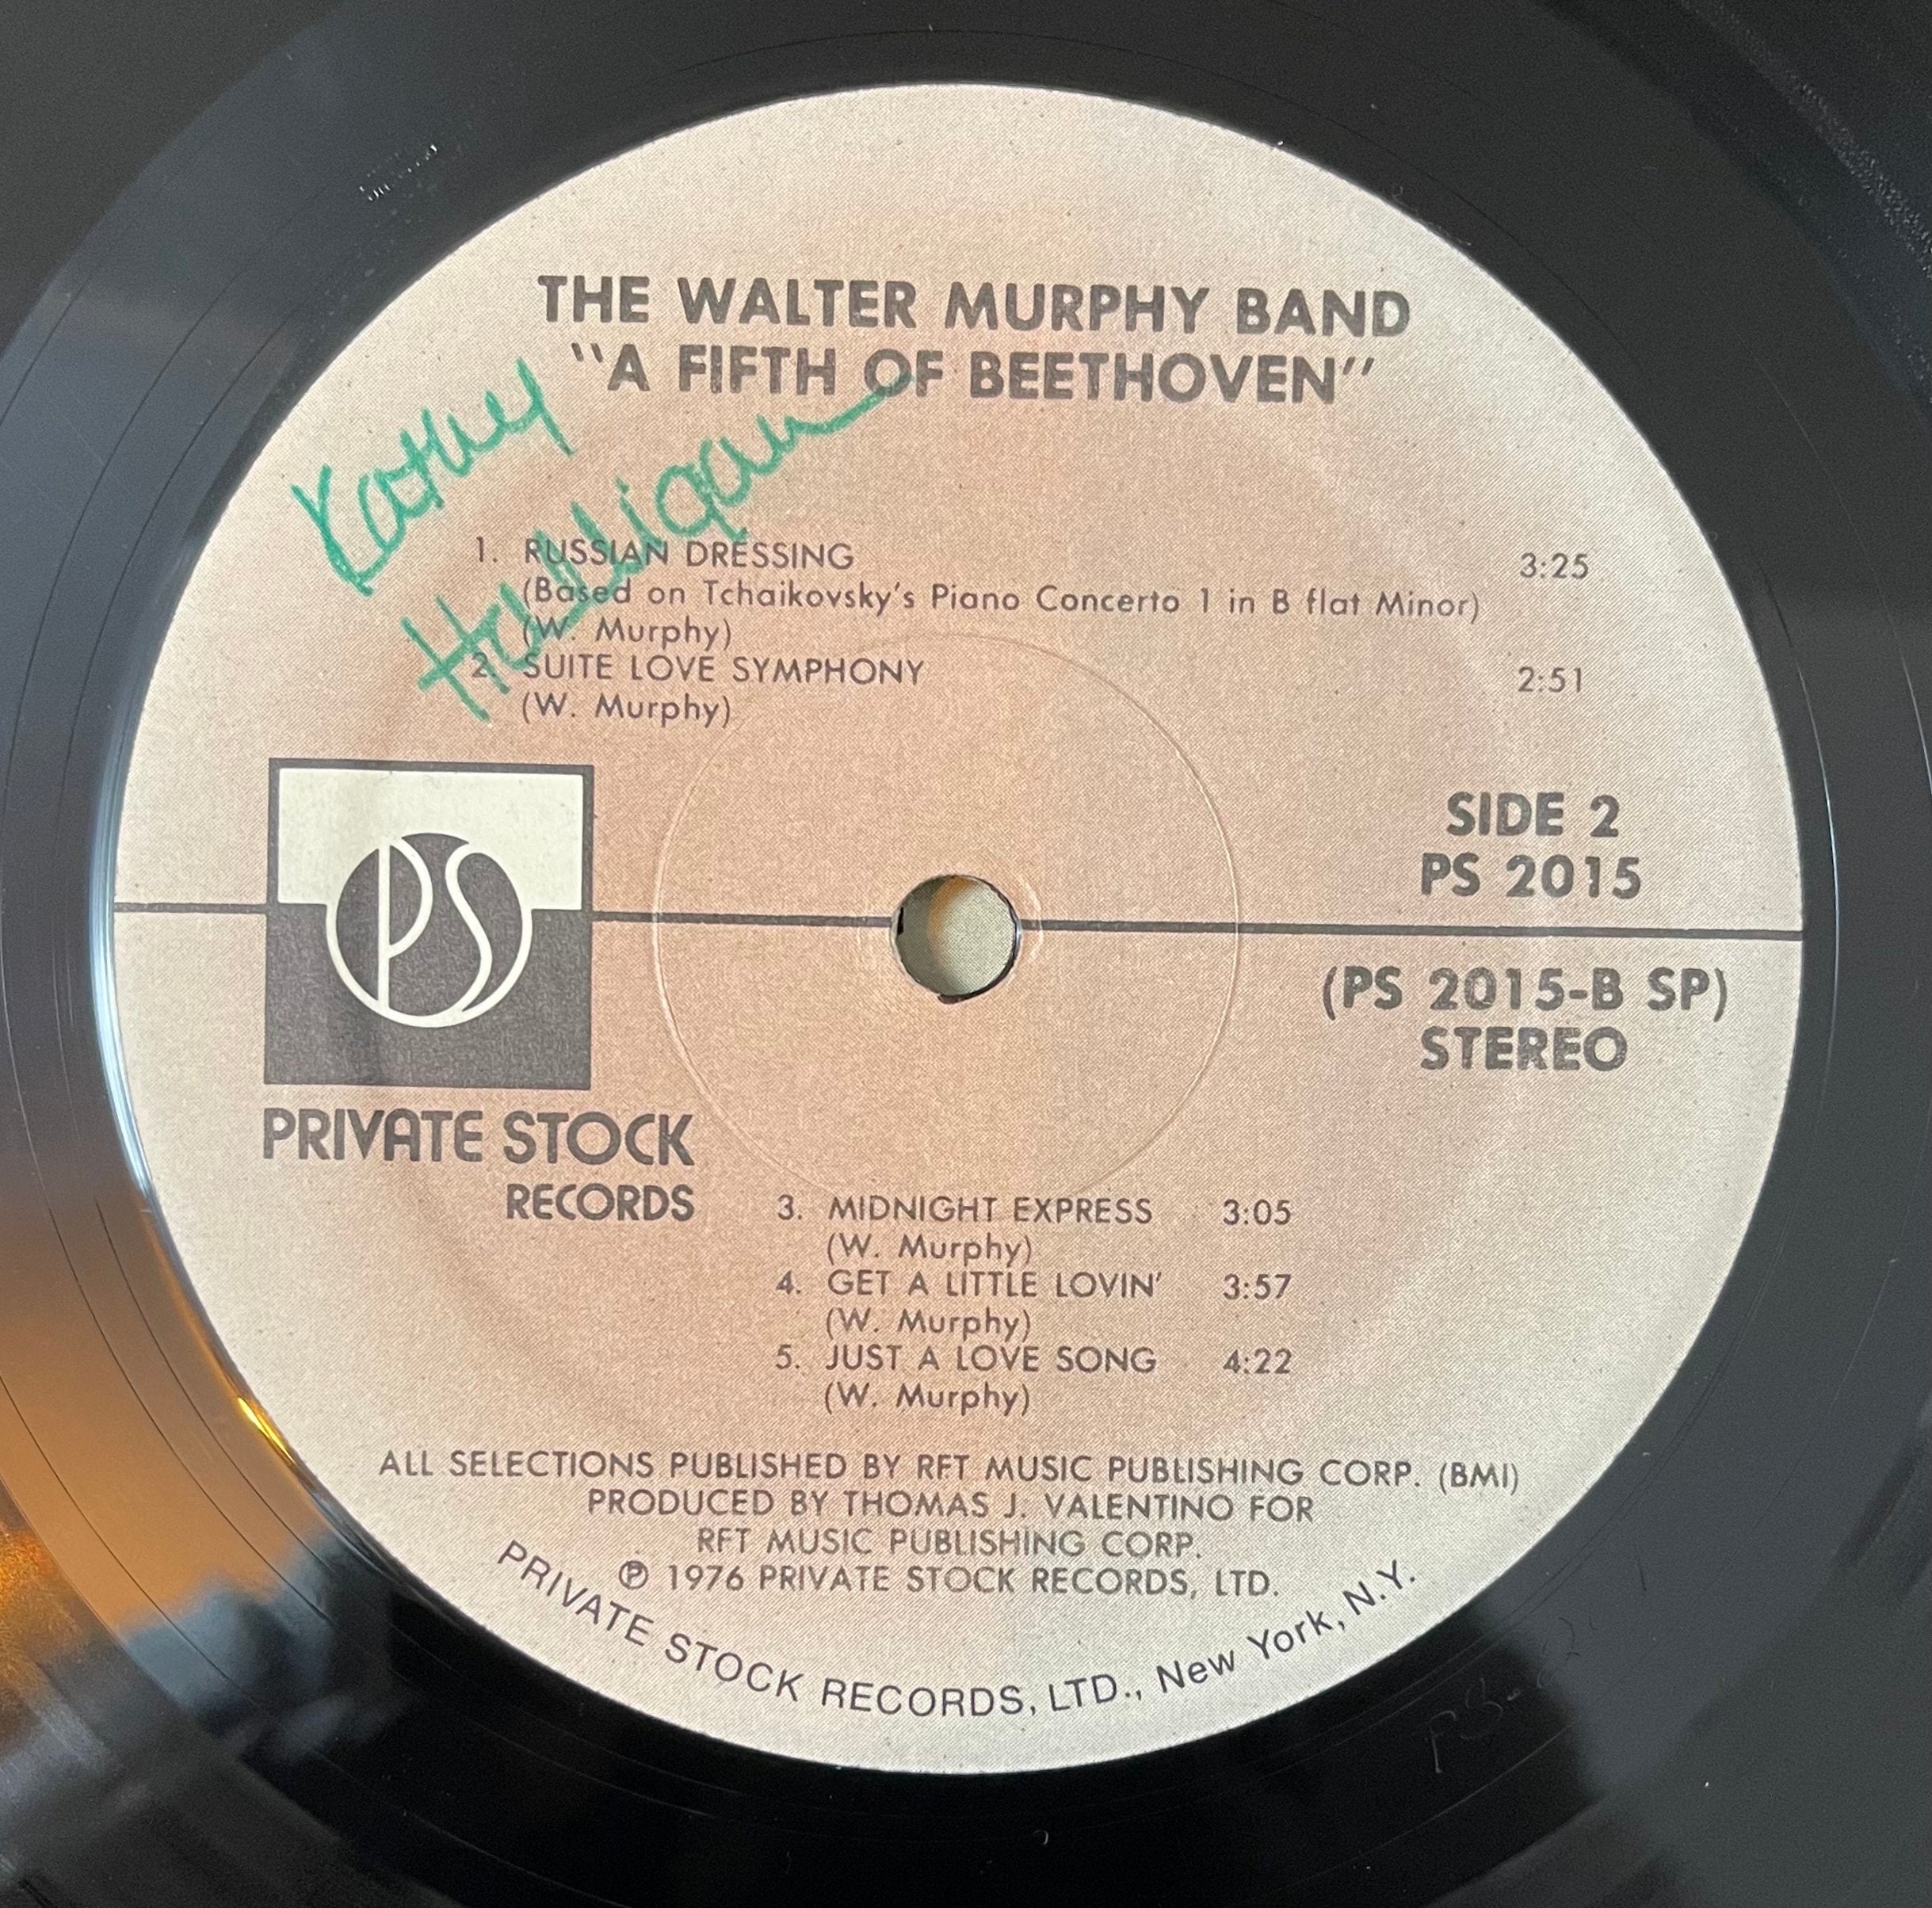 THE WALTER MURPHY BAND
"A FIFTH OF BEETHOVEN"
Kathy
Halligan
1. RUSSIAN DRESSING 3:25
(Based on Tchaikovsky's Piano Concerto 1 in B flat Minor)
(W. Murphy)
2. SUITE LOVE SYMPHONY 2:51
(W. Murphy)
PS
PRIVATE STOCK
RECORDS
SIDE 2
PS 2015
(PS 2015-B SP)
STEREO
3. MIDNIGHT EXPRESS 3:05
(W. Murphy)
4. GET A LITTLE LOVIN' 3:57
(W. Murphy)
5. JUST A LOVE SONG 4:22
(W. Murphy)
ALL SELECTIONS PUBLISHED BY RFT MUSIC PUBLISHING CORP. (BMI)
PRODUCED BY THOMAS J. VALENTINO FOR
RFT MUSIC PUBLISHING CORP.
℗ 1976 PRIVATE STOCK RECORDS, LTD.
PRIVATE STOCK RECORDS, LTD., New York, N.Y.